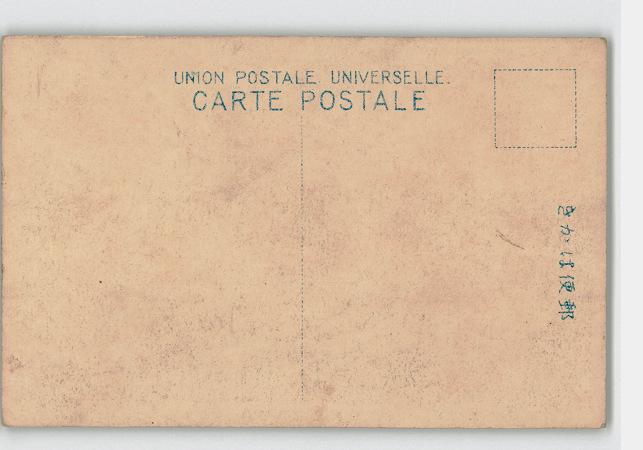 UNION POSTALE UNIVERSELLE.
CARTE POSTALE
きかは便郵